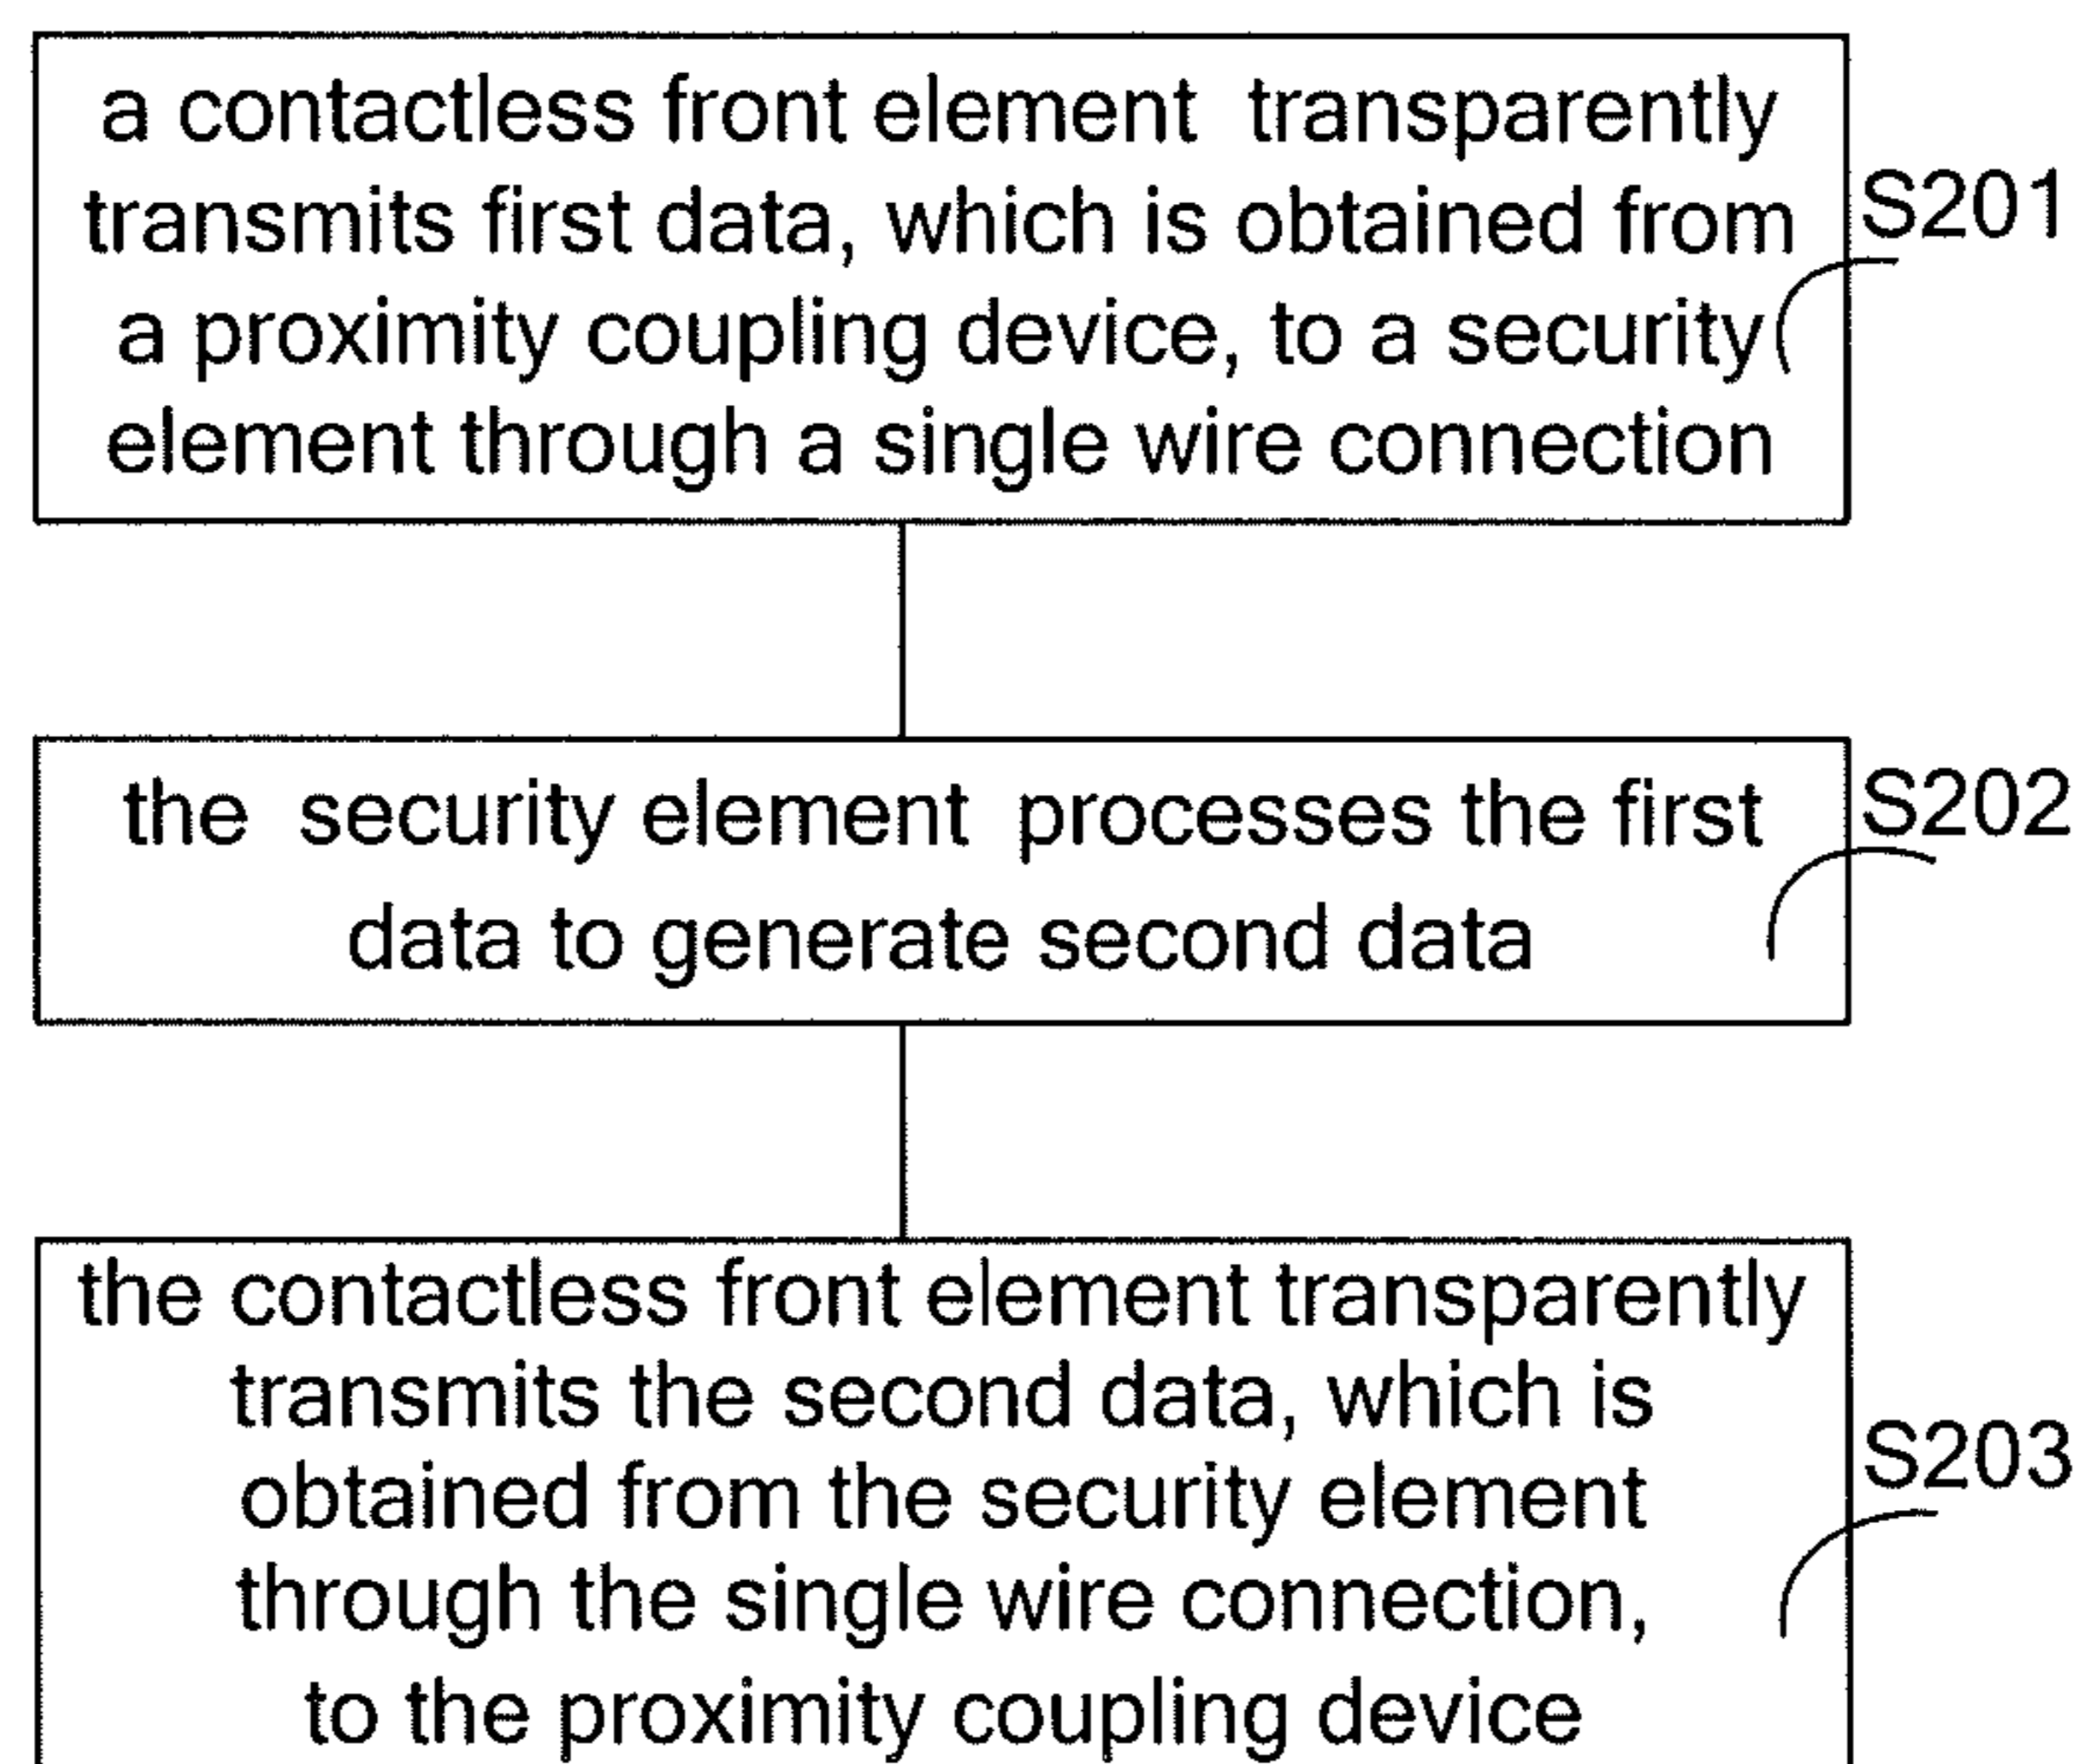 a contactless front element transparently
transmits first data, which is obtained from
a proximity coupling device, to a security
element through a single wire connection
S201
the security element processes the first
data to generate second data
S202
the contactless front element transparently
transmits the second data, which is
obtained from the security element
through the single wire connection,
to the proximity coupling device
S203